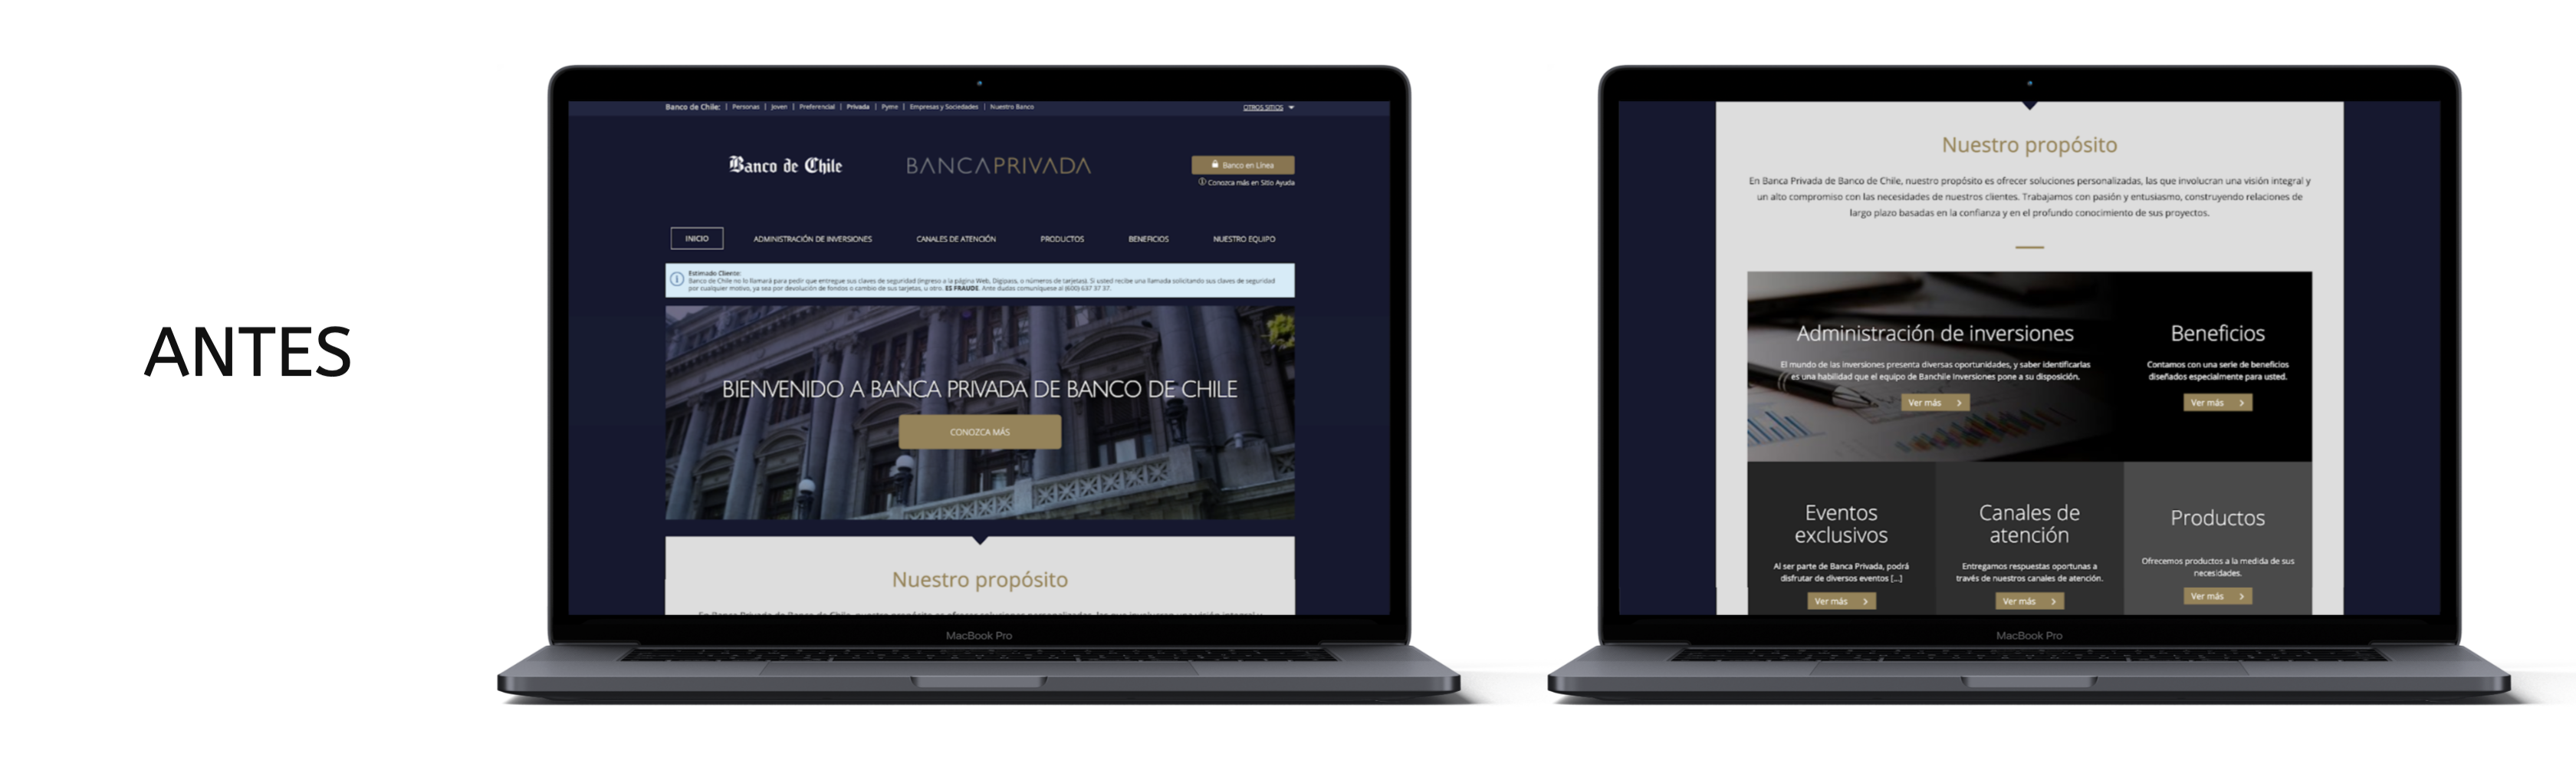 ANTES
Banco de Chile: | Personas | Joven | Preferencial | Privada | Pyme | Empresas y Sociedades | Nuestro Banco
OTROS SITIOS
Banco de Chile
BANCAPRIVADA
Banco en Línea
Conozca más en Sitio Ayuda
INICIO ADMINISTRACIÓN DE INVERSIONES CANALES DE ATENCIÓN PRODUCTOS BENEFICIOS NUESTRO EQUIPO
Estimado Cliente:
Banco de Chile no lo llamará para pedir que entregue sus claves de seguridad (ingreso a la página Web, Digipass, o números de tarjetas). Si usted recibe una llamada solicitando sus claves de seguridad
por cualquier motivo, ya sea por devolución de fondos o cambio de sus tarjetas, u otro, ES FRAUDE. Ante dudas comuníquese al (600) 637 37 37.
BIENVENIDO A BANCA PRIVADA DE BANCO DE CHILE
CONOZCA MÁS
Nuestro propósito
MacBook Pro
Nuestro propósito
En Banca Privada de Banco de Chile, nuestro propósito es ofrecer soluciones personalizadas, las que involucran una visión integral y
un alto compromiso con las necesidades de nuestros clientes. Trabajamos con pasión y entusiasmo, construyendo relaciones de
largo plazo basadas en la confianza y en el profundo conocimiento de sus proyectos.
Administración de inversiones
El mundo de las inversiones presenta diversas oportunidades, y saber identificarlas
es una habilidad que el equipo de Banchile Inversiones pone a su disposición.
Ver más
Beneficios
Contamos con una serie de beneficios
diseñados especialmente para usted.
Ver más
Eventos
exclusivos
Al ser parte de Banca Privada, podrá
disfrutar de diversos eventos [...]
Ver más
Canales de
atención
Entregamos respuestas oportunas a
través de nuestros canales de atención.
Ver más
Productos
Ofrecemos productos a la medida de sus
necesidades.
Ver más
MacBook Pro